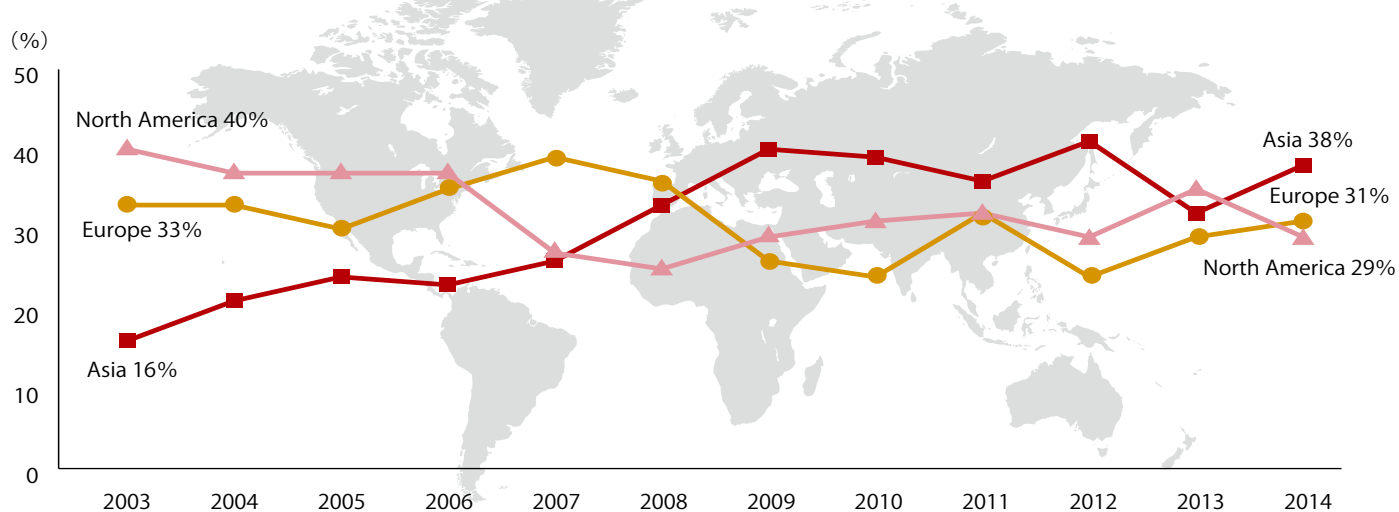 （%）
50
North America 40%
40
Asia 38%
Europe 31%
Europe 33%
30
North America 29%
20
Asia 16%
10
0
2003 2004 2005 2006 2007 2008 2009 2010 2011 2012 2013 2014